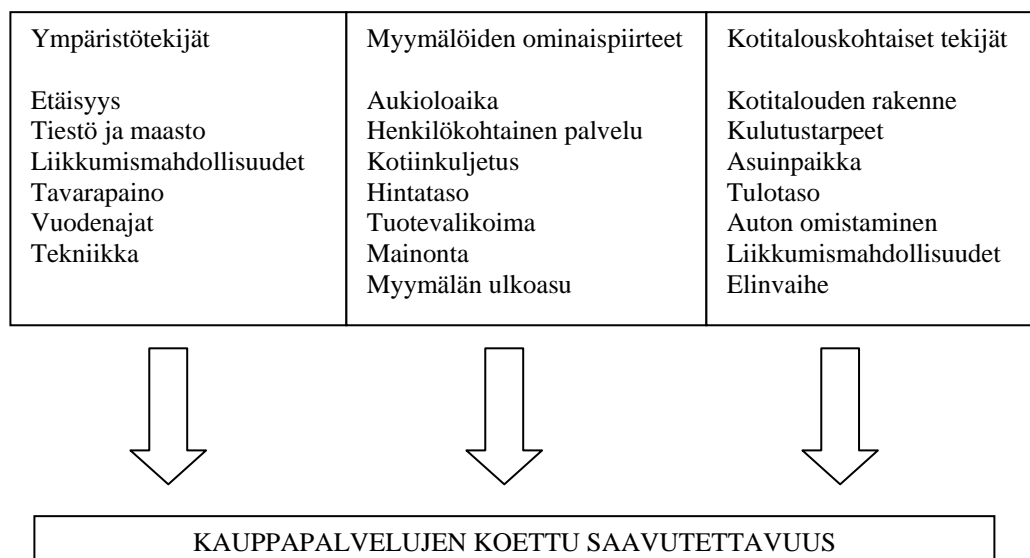 Ympäristötekijät
Etäisyys
Tiestö ja maasto
Liikkumismahdollisuudet
Tavarapaino
Vuodenajat
Tekniikka
Myymälöiden ominaispiirteet
Aukioloaika
Henkilökohtainen palvelu
Kotiinkuljetus
Hintataso
Tuotevalikoima
Mainonta
Myymälän ulkoasu
Kotitalouskohtaiset tekijät
Kotitalouden rakenne
Kulutustarpeet
Asuinpaikka
Tulotaso
Auton omistaminen
Liikkumismahdollisuudet
Elinvaihe
KAUPPAPALVELUJEN KOETTU SAAVUTETTAVUUS